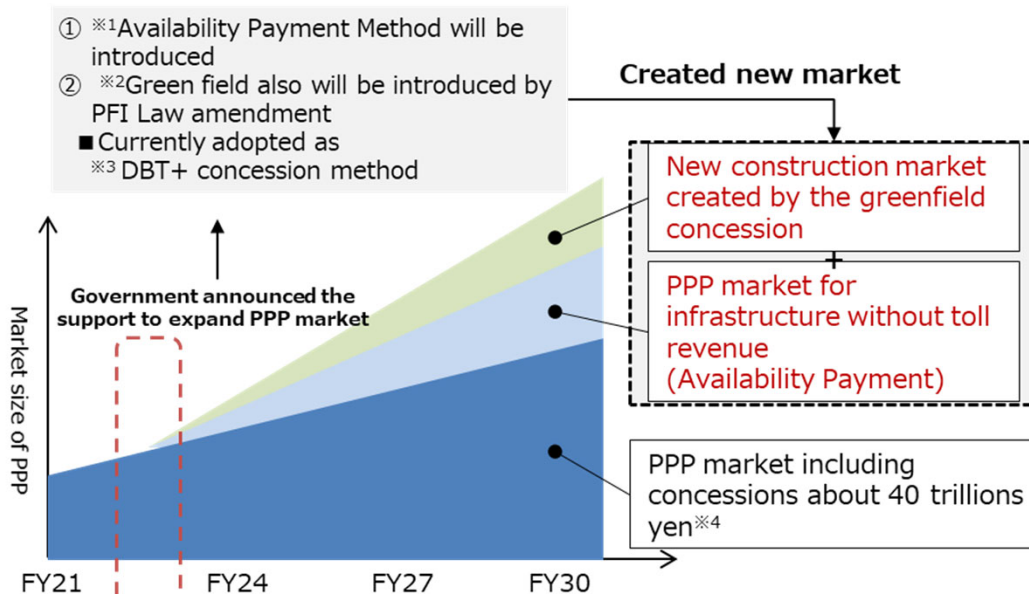 ① ※1Availability Payment Method will be
introduced
② ※2Green field also will be introduced by
PFI Law amendment
■ Currently adopted as
※3 DBT+ concession method
Created new market
New construction market
created by the greenfield
concession
+
PPP market for
infrastructure without toll
revenue
(Availability Payment)
Government announced the
support to expand PPP market
Market size of PPP
PPP market including
concessions about 40 trillions
yen※4
FY21
FY24
FY27
FY30